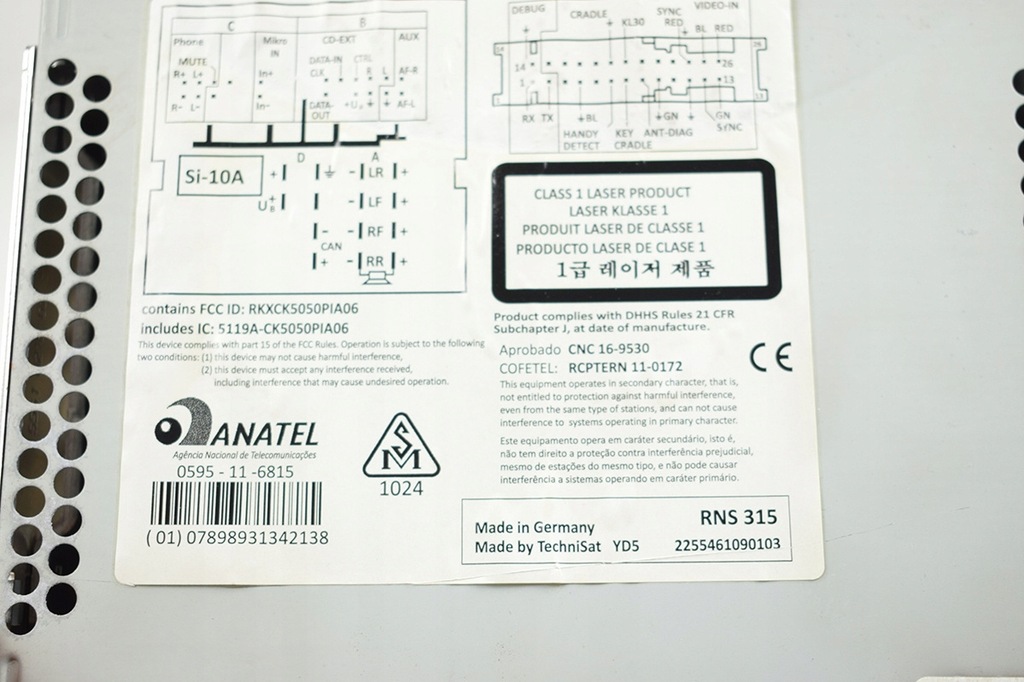 C
B
Phone
Mikro
IN
CD-EXT
AUX
MUTE
R+ L+
In+
DATA-IN CTRL
CLK
R L AF-R
R- L-
In-
DATA-
OUT
AF-L
D
A
Si-10A
+
- LR +
- LF +
- - RF +
CAN
+ - RR +
DEBUG
CRADLE
SYNC
RED
VIDEO-IN
KL30
BL RED
14
26
14
26
1
13
1
13
RX TX
BL
GN
GN
SYNC
HANDY
DETECT
KEY
CRADLE
ANT-DIAG
CLASS 1 LASER PRODUCT
LASER KLASSE 1
PRODUIT LASER DE CLASSE 1
PRODUCTO LASER DE CLASE 1
1급 레이저 제품
contains FCC ID: RKXCK5050PIA06
includes IC: 5119A-CK5050PIA06
This device complies with part 15 of the FCC Rules. Operation is subject to the following
two conditions: (1) this device may not cause harmful interference,
(2) this device must accept any interference received,
including interference that may cause undesired operation.
Product complies with DHHS Rules 21 CFR
Subchapter J, at date of manufacture.
Aprobado CNC 16-9530
COFETEL: RCPTERN 11-0172
CE
This equipment operates in secondary character, that is,
not entitled to protection against harmful interference,
even from the same type of stations, and can not cause
interference to systems operating in primary character.
Este equipamento opera em caráter secundário, isto é,
não tem direito a proteção contra interferência prejudicial,
mesmo de estações do mesmo tipo, e não pode causar
interferência a sistemas operando em caráter primário.
ANATEL
Agência Nacional de Telecomunicações
0595 - 11 - 6815
(01) 07898931342138
S
M
1024
Made in Germany
RNS 315
Made by TechniSat YD5 2255461090103